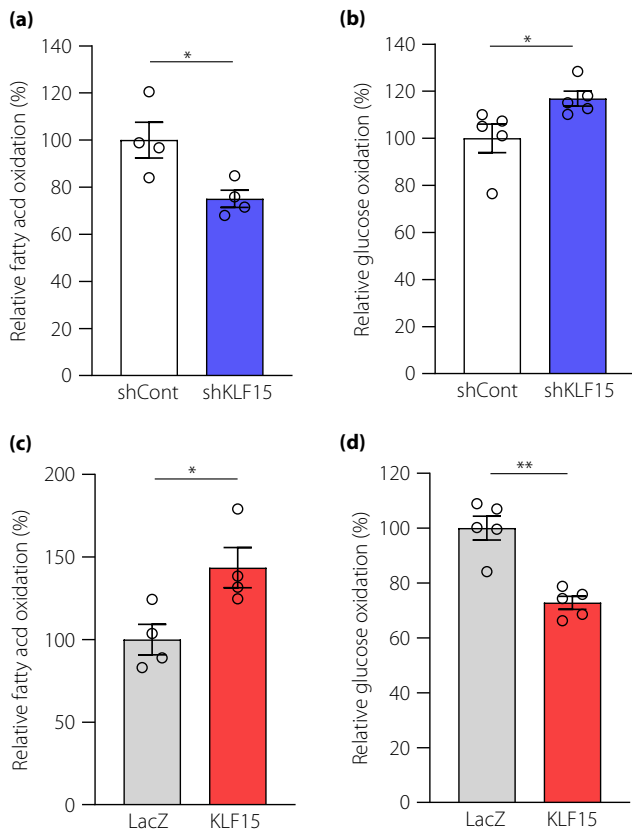 (a)
Relative fatty acd oxidation (%)
140
120
100
80
60
40
20
0
*
shCont shKLF15
(b)
Relative glucose oxidation (%)
140
120
100
80
60
40
20
0
*
shCont shKLF15
(c)
Relative fatty acd oxidation (%)
200
150
100
50
0
*
LacZ KLF15
(d)
Relative glucose oxidation (%)
120
100
80
60
40
20
0
**
LacZ KLF15